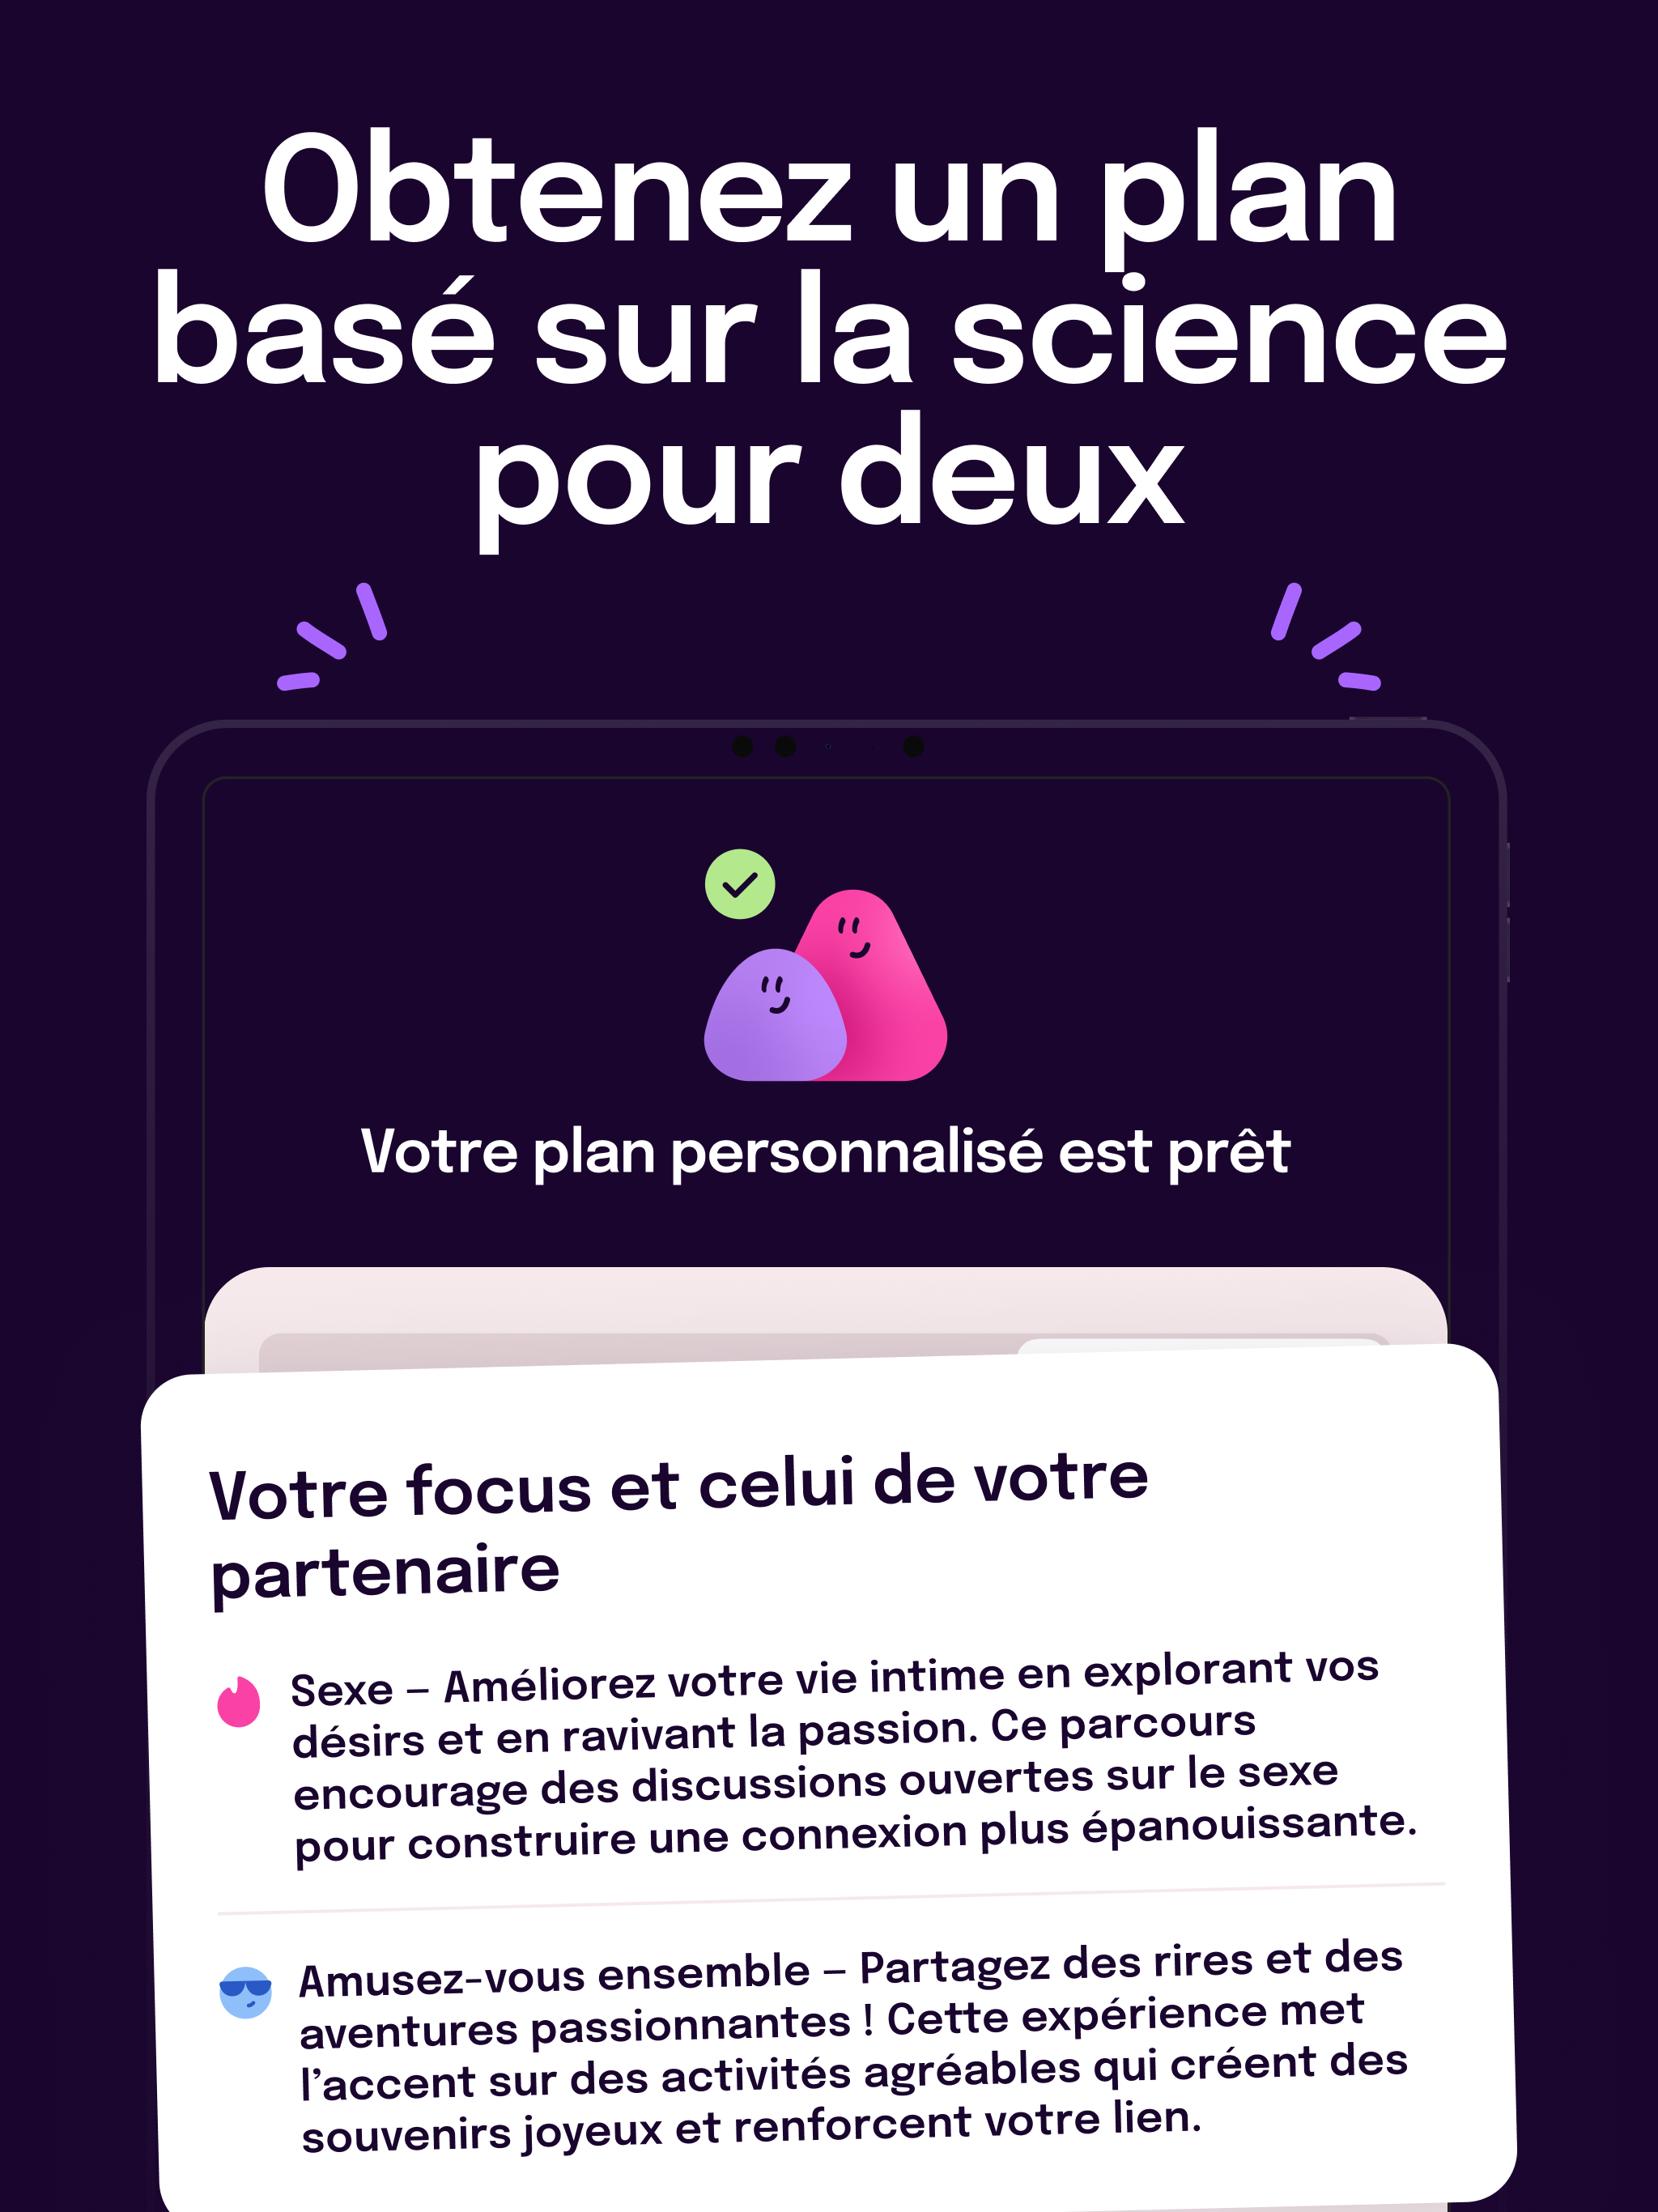 Obtenez un plan
basé sur la science
pour deux
Votre plan personnalisé est prêt
Votre focus et celui de votre
partenaire
Sexe – Améliorez votre vie intime en explorant vos
désirs et en ravivant la passion. Ce parcours
encourage des discussions ouvertes sur le sexe
pour construire une connexion plus épanouissante.
Amusez-vous ensemble – Partagez des rires et des
aventures passionnantes ! Cette expérience met
l’accent sur des activités agréables qui créent des
souvenirs joyeux et renforcent votre lien.